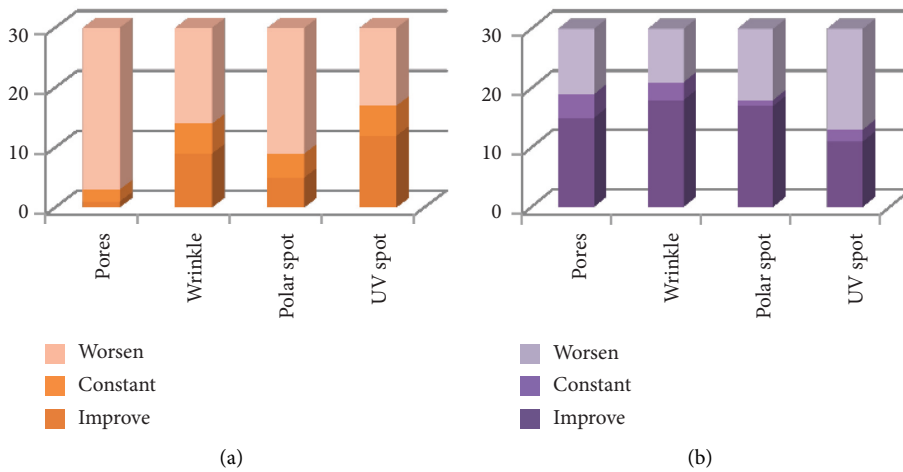 30
20
10
0
Pores
Wrinkle
Polar spot
UV spot
Worsen
Constant
Improve
(a)
30
20
10
0
Pores
Wrinkle
Polar spot
UV spot
Worsen
Constant
Improve
(b)